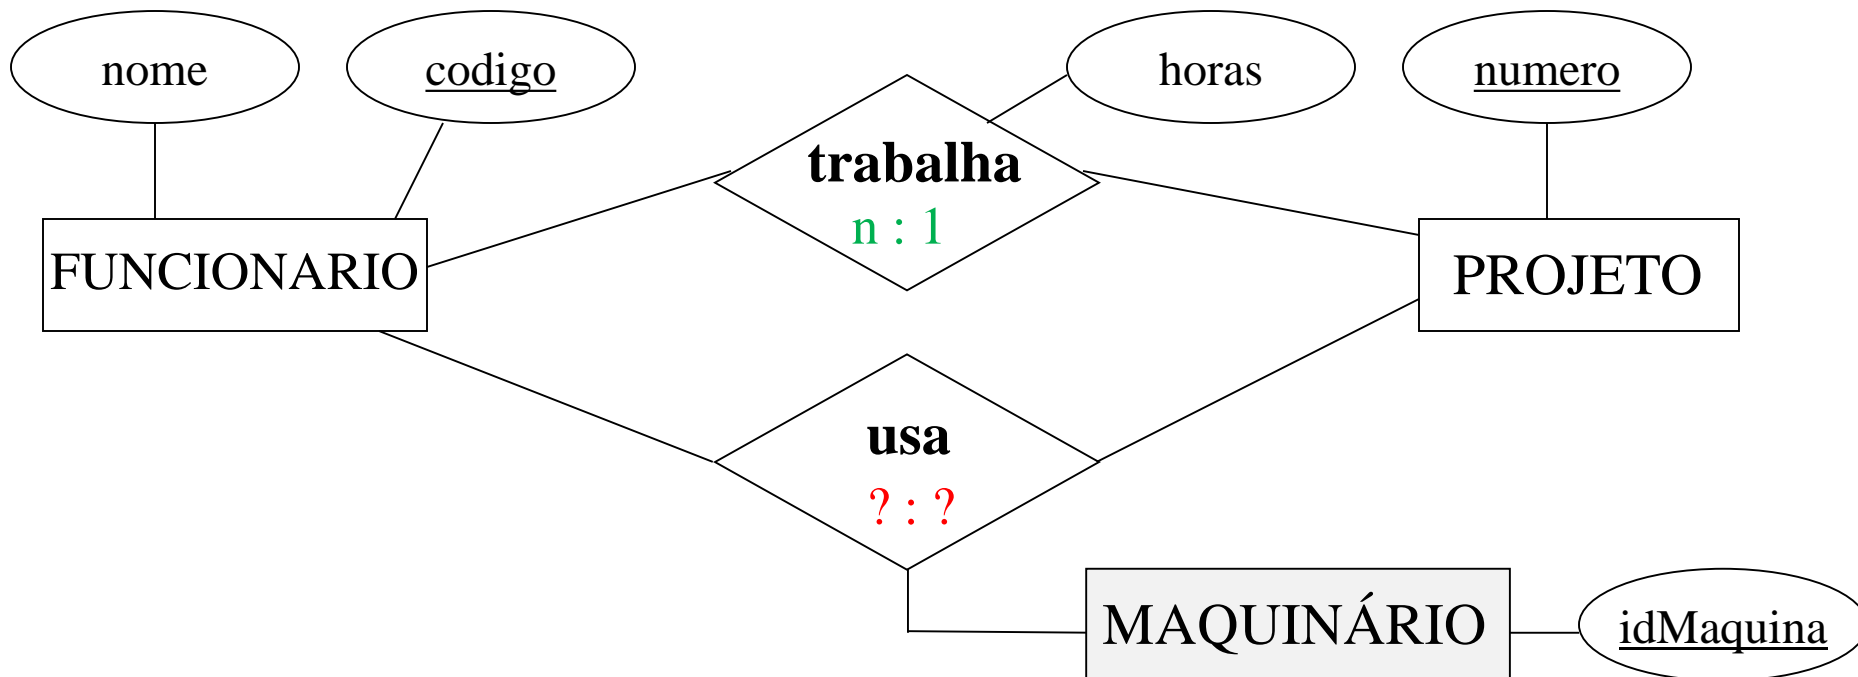 nome
codigo
horas
numero
trabalha
n : 1
FUNCIONARIO
PROJETO
usa
? : ?
MAQUINÁRIO
idMaquina